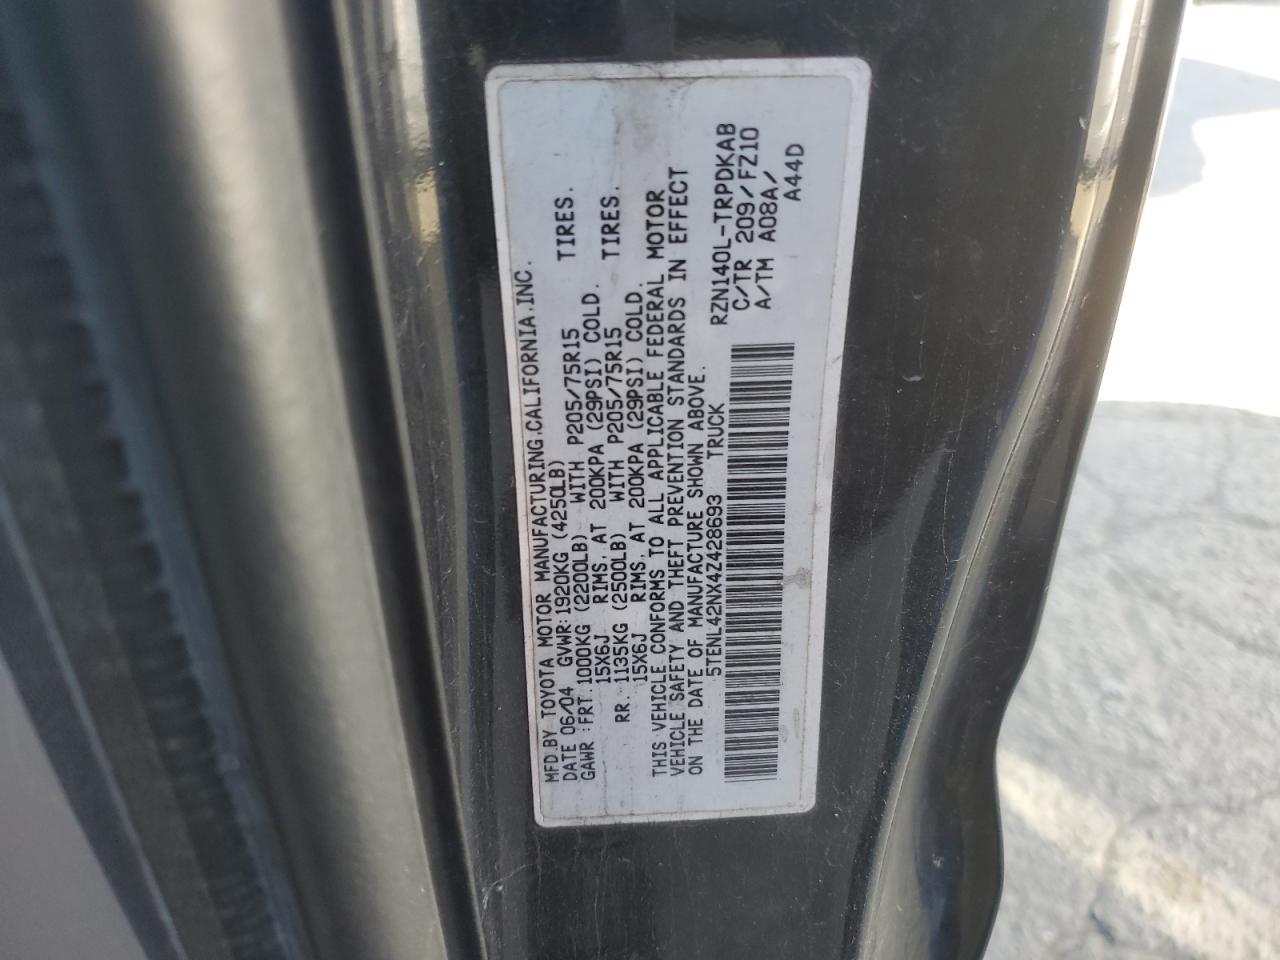 MFD.BY TOYOTA MOTOR MANUFACTURING,CALIFORNIA,INC.
DATE 06/04 GVWR:1920KG (4250LB)
GAWR :FRT.1000KG (2200LB) WITH P205/75R15 TIRES.
15X6J RIMS, AT 200KPA (29PSI) COLD.
RR. 1135KG (2500LB) WITH P205/75R15 TIRES.
15X6J RIMS, AT 200KPA (29PSI) COLD.
THIS VEHICLE CONFORMS TO ALL APPLICABLE FEDERAL MOTOR
VEHICLE SAFETY AND THEFT PREVENTION STANDARDS IN EFFECT
ON THE DATE OF MANUFACTURE SHOWN ABOVE.
5TENL42NX4Z428693 TRUCK
RZN140L-TRPDKAB
C/TR 209/FZ10
A/TM A08A/
A44D